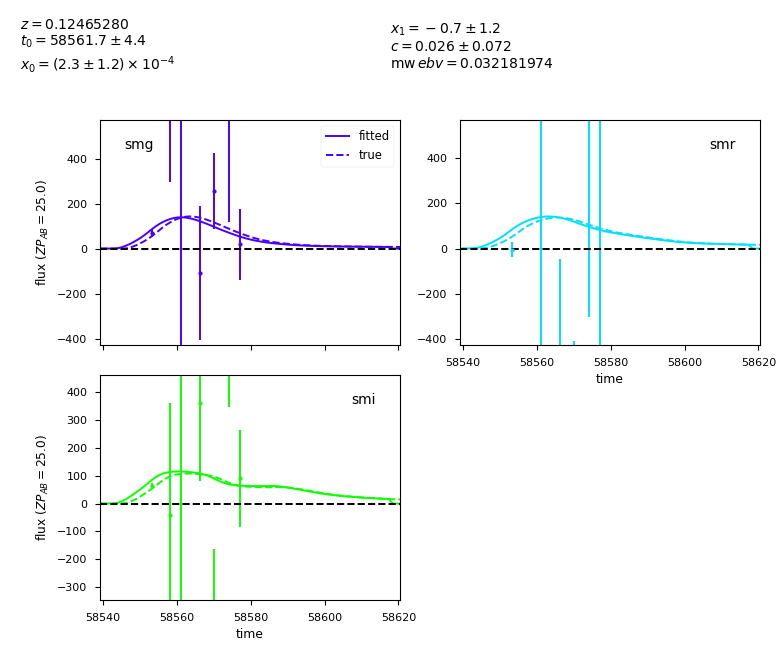 z = 0.12465280
t₀ = 58561.7 ± 4.4
x₀ = (2.3 ± 1.2) × 10⁻⁴
x₁ = −0.7 ± 1.2
c = 0.026 ± 0.072
mw ebv = 0.032181974
smg
fitted
true
400
200
0
−200
−400
flux (ZP_AB = 25.0)
smr
400
200
0
−200
−400
58540 58560 58580 58600 58620
time
smi
400
300
200
100
0
−100
−200
−300
flux (ZP_AB = 25.0)
58540 58560 58580 58600 58620
time